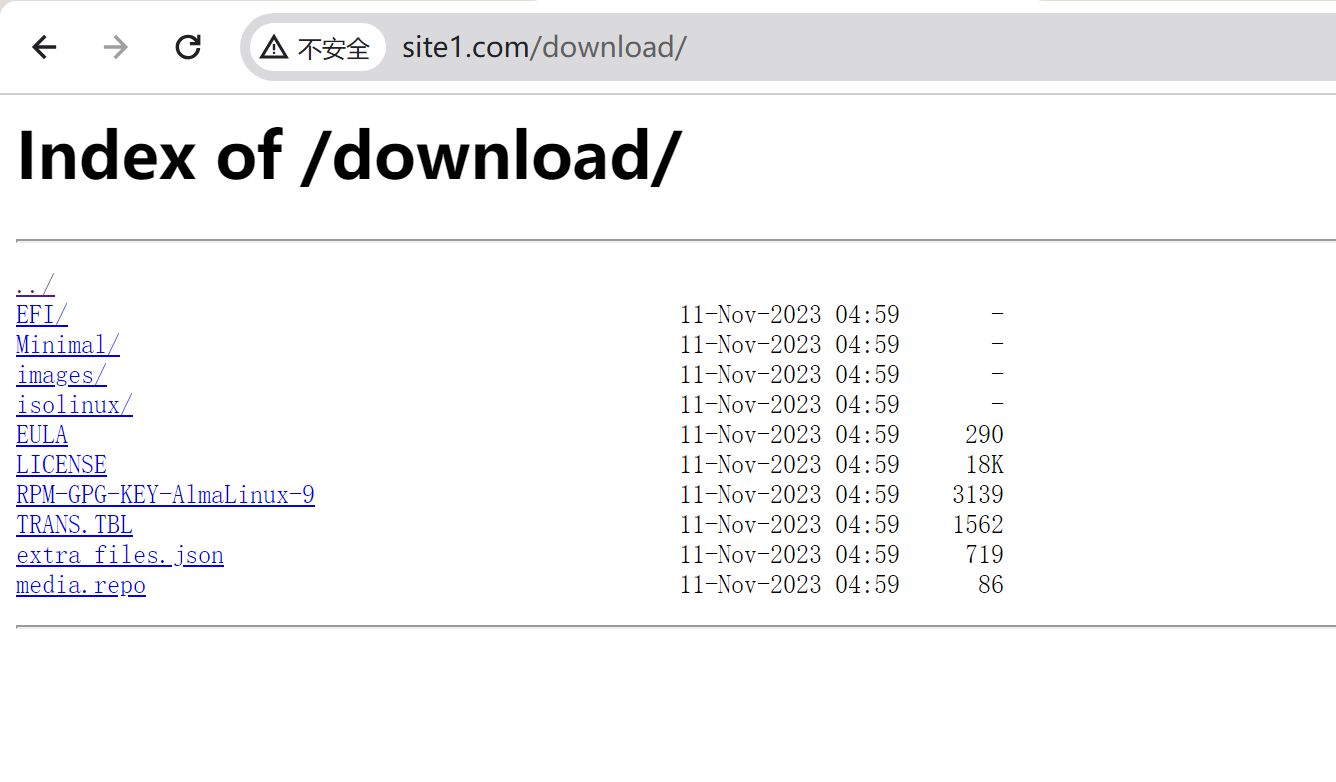 不安全 site1.com/download/
Index of /download/
../
EFI/ 11-Nov-2023 04:59 -
Minimal/ 11-Nov-2023 04:59 -
images/ 11-Nov-2023 04:59 -
isolinux/ 11-Nov-2023 04:59 -
EULA 11-Nov-2023 04:59 290
LICENSE 11-Nov-2023 04:59 18K
RPM-GPG-KEY-AlmaLinux-9 11-Nov-2023 04:59 3139
TRANS.TBL 11-Nov-2023 04:59 1562
extra_files.json 11-Nov-2023 04:59 719
media.repo 11-Nov-2023 04:59 86